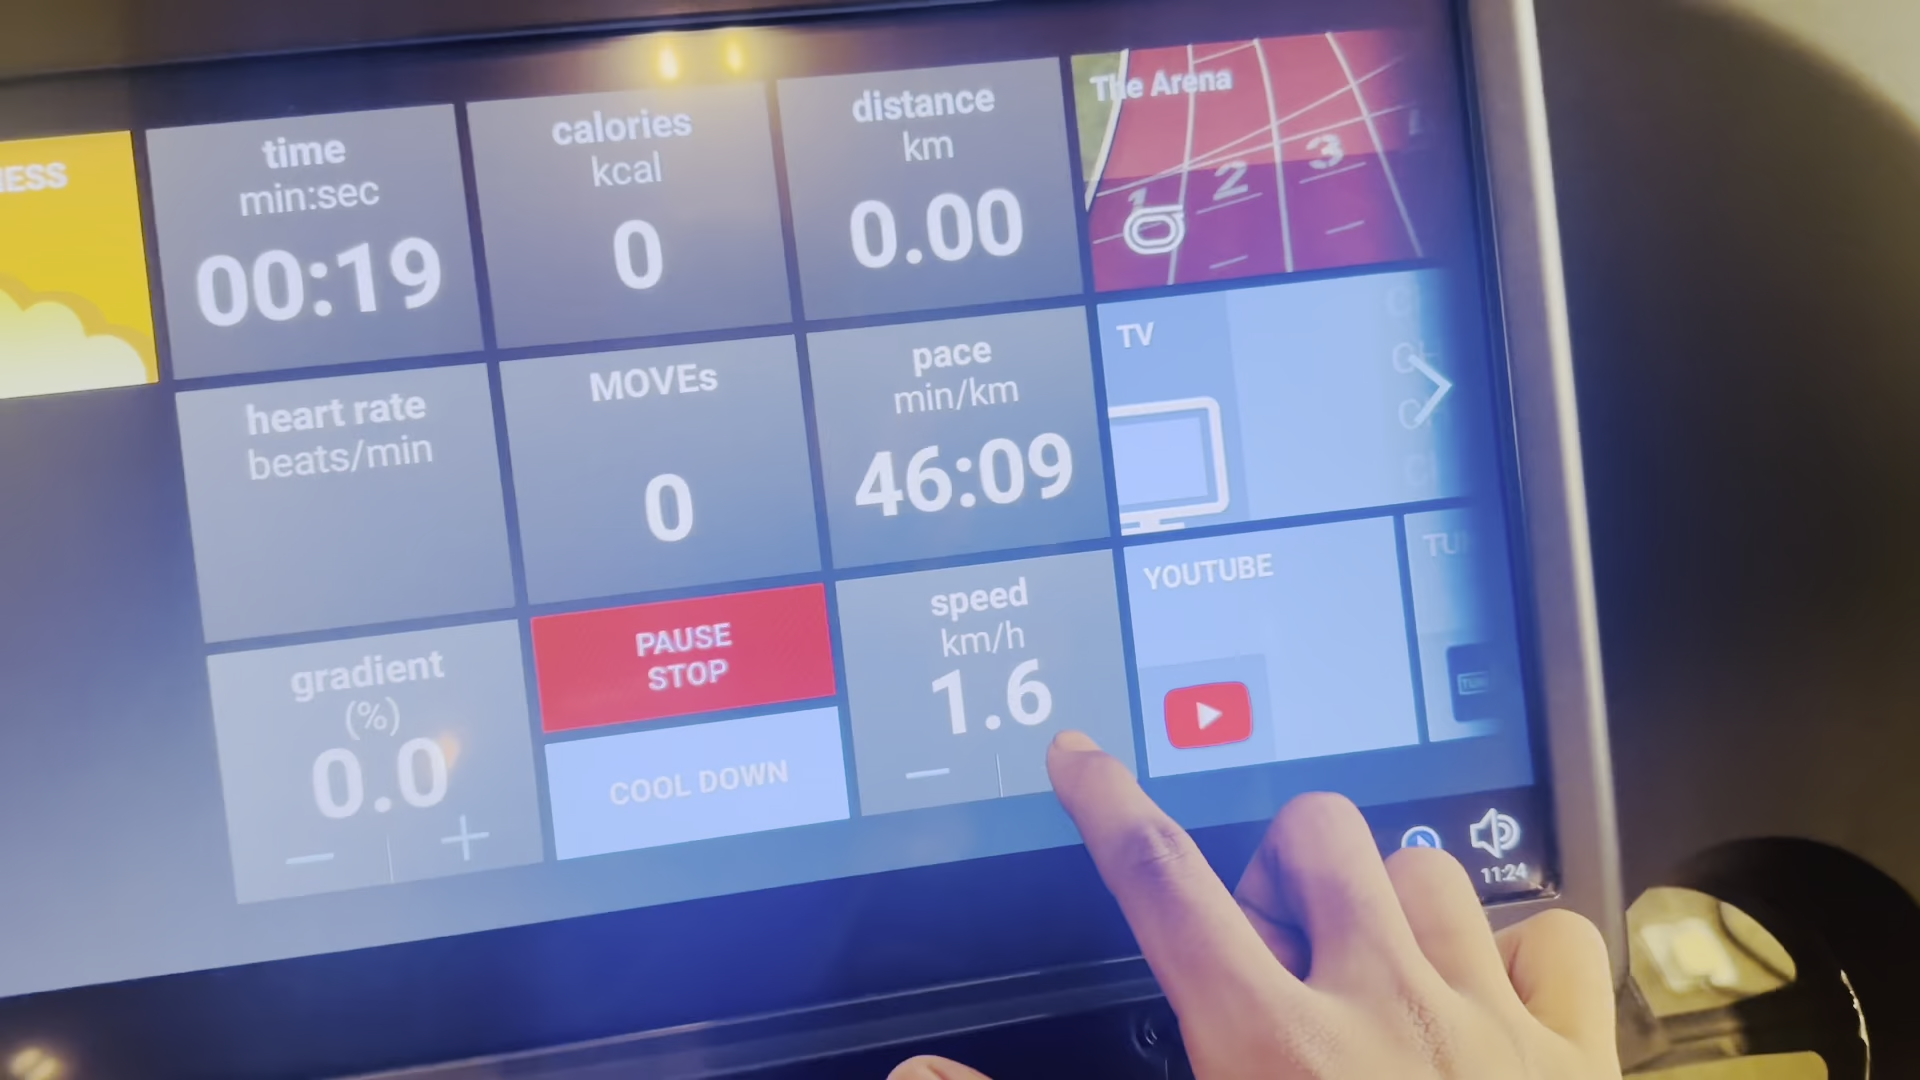 time
min:sec
00:19
calories
kcal
0
distance
km
0.00
The Arena
1 2 3
heart rate
beats/min
MOVEs
0
pace
min/km
46:09
TV
gradient
(%)
0.0
− +
PAUSE
STOP
COOL DOWN
speed
km/h
1.6
−
YOUTUBE
11:24